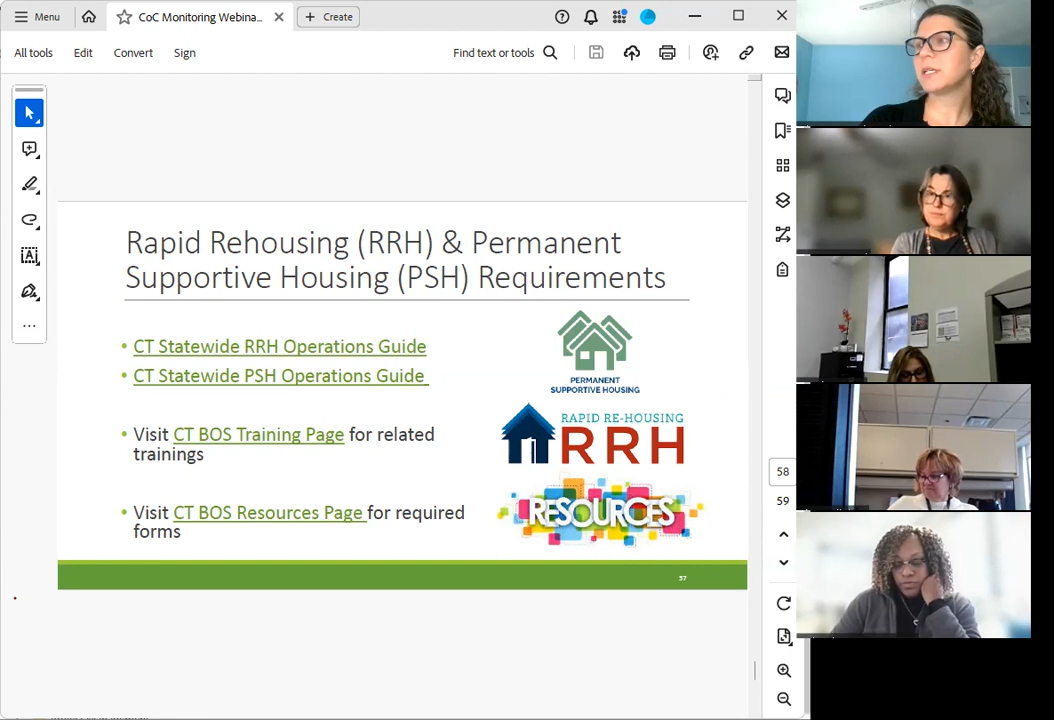 Menu
CoC Monitoring Webina...
Create
All tools
Edit
Convert
Sign
Find text or tools
Rapid Rehousing (RRH) & Permanent
Supportive Housing (PSH) Requirements
• CT Statewide RRH Operations Guide
• CT Statewide PSH Operations Guide
• Visit CT BOS Training Page for related
trainings
• Visit CT BOS Resources Page for required
forms
PERMANENT
SUPPORTIVE HOUSING
RAPID RE-HOUSING
RRH
RESOURCES
37
58
59